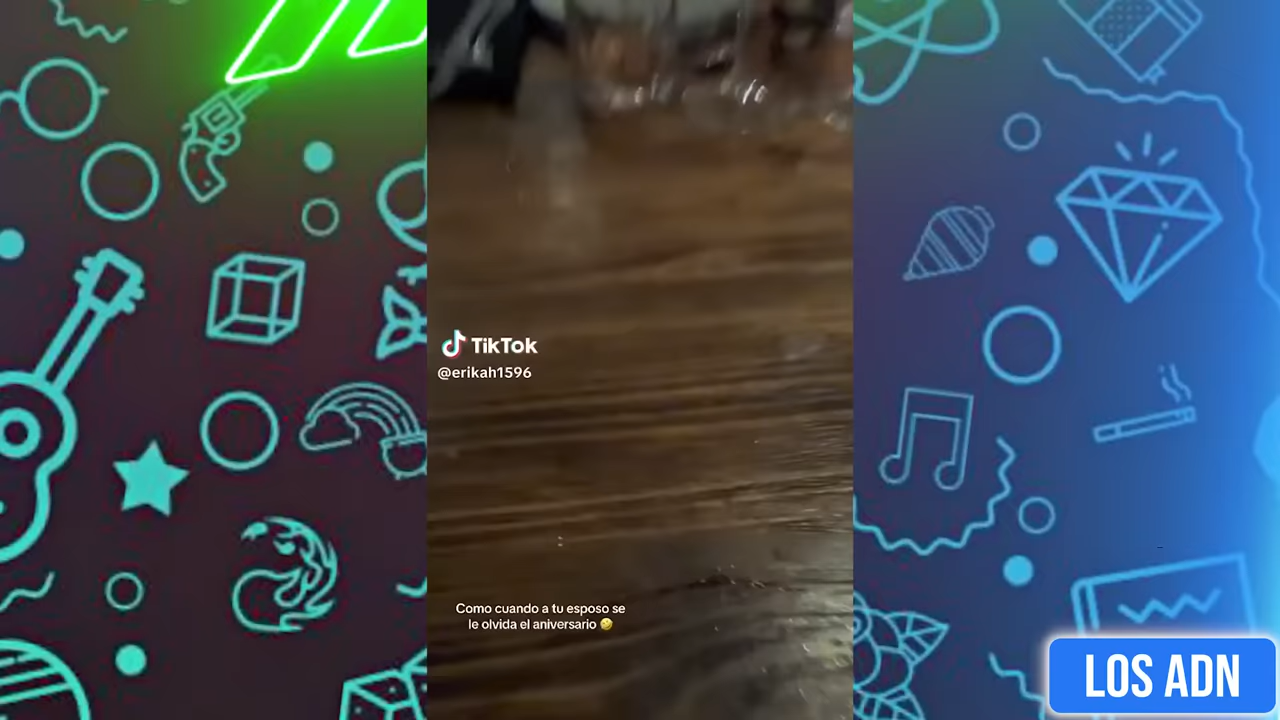 TikTok
@erikah1596
Como cuando a tu esposo se
le olvida el aniversario 🤣
LOS ADN